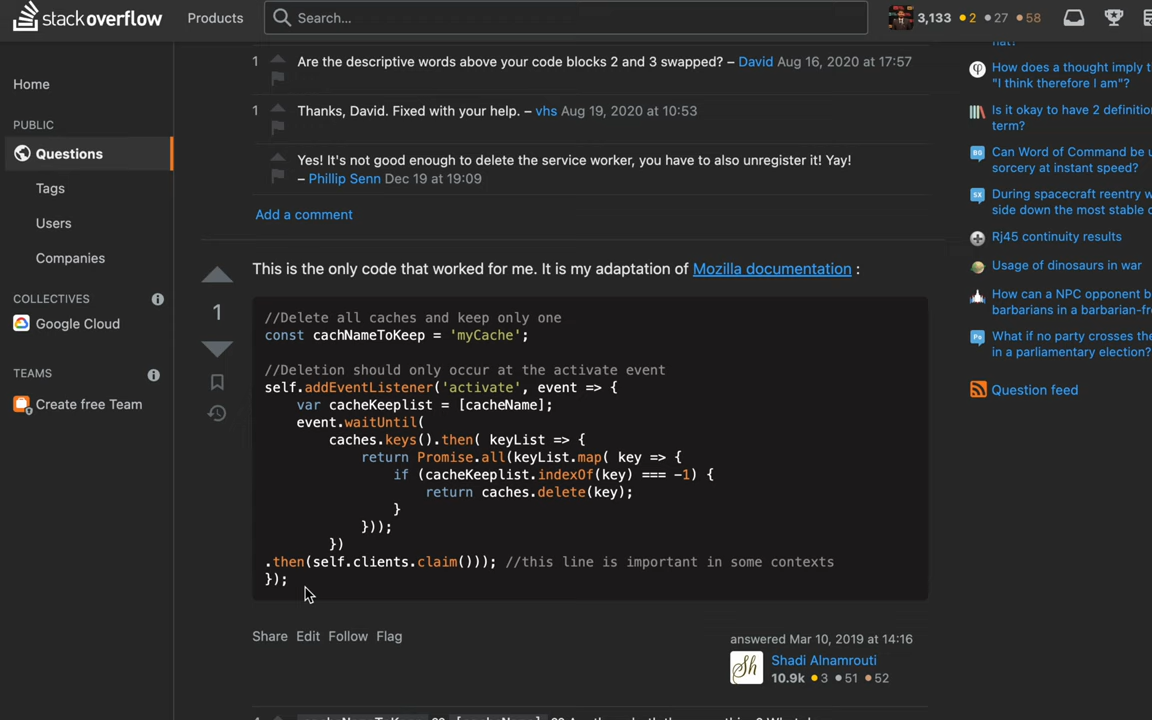 stackoverflow
Products
Search...
3,133 2 27 58
Home
PUBLIC
Questions
Tags
Users
Companies
COLLECTIVES
Google Cloud
TEAMS
Create free Team
1 Are the descriptive words above your code blocks 2 and 3 swapped? – David Aug 16, 2020 at 17:57
1 Thanks, David. Fixed with your help. – vhs Aug 19, 2020 at 10:53
Yes! It's not good enough to delete the service worker, you have to also unregister it! Yay!
– Phillip Senn Dec 19 at 19:09
Add a comment
1
This is the only code that worked for me. It is my adaptation of Mozilla documentation :
//Delete all caches and keep only one
const cachNameToKeep = 'myCache';
//Deletion should only occur at the activate event
self.addEventListener('activate', event => {
var cacheKeeplist = [cacheName];
event.waitUntil(
caches.keys().then( keyList => {
return Promise.all(keyList.map( key => {
if (cacheKeeplist.indexOf(key) === -1) {
return caches.delete(key);
}
}));
})
.then(self.clients.claim())); //this line is important in some contexts
});
Share Edit Follow Flag
answered Mar 10, 2019 at 14:16
Sh
Shadi Alnamrouti
10.9k 3 51 52
How does a thought imply t
"I think therefore I am"?
Is it okay to have 2 definitio
term?
Can Word of Command be u
sorcery at instant speed?
During spacecraft reentry w
side down the most stable c
Rj45 continuity results
Usage of dinosaurs in war
How can a NPC opponent b
barbarians in a barbarian-fre
What if no party crosses the
in a parliamentary election?
Question feed